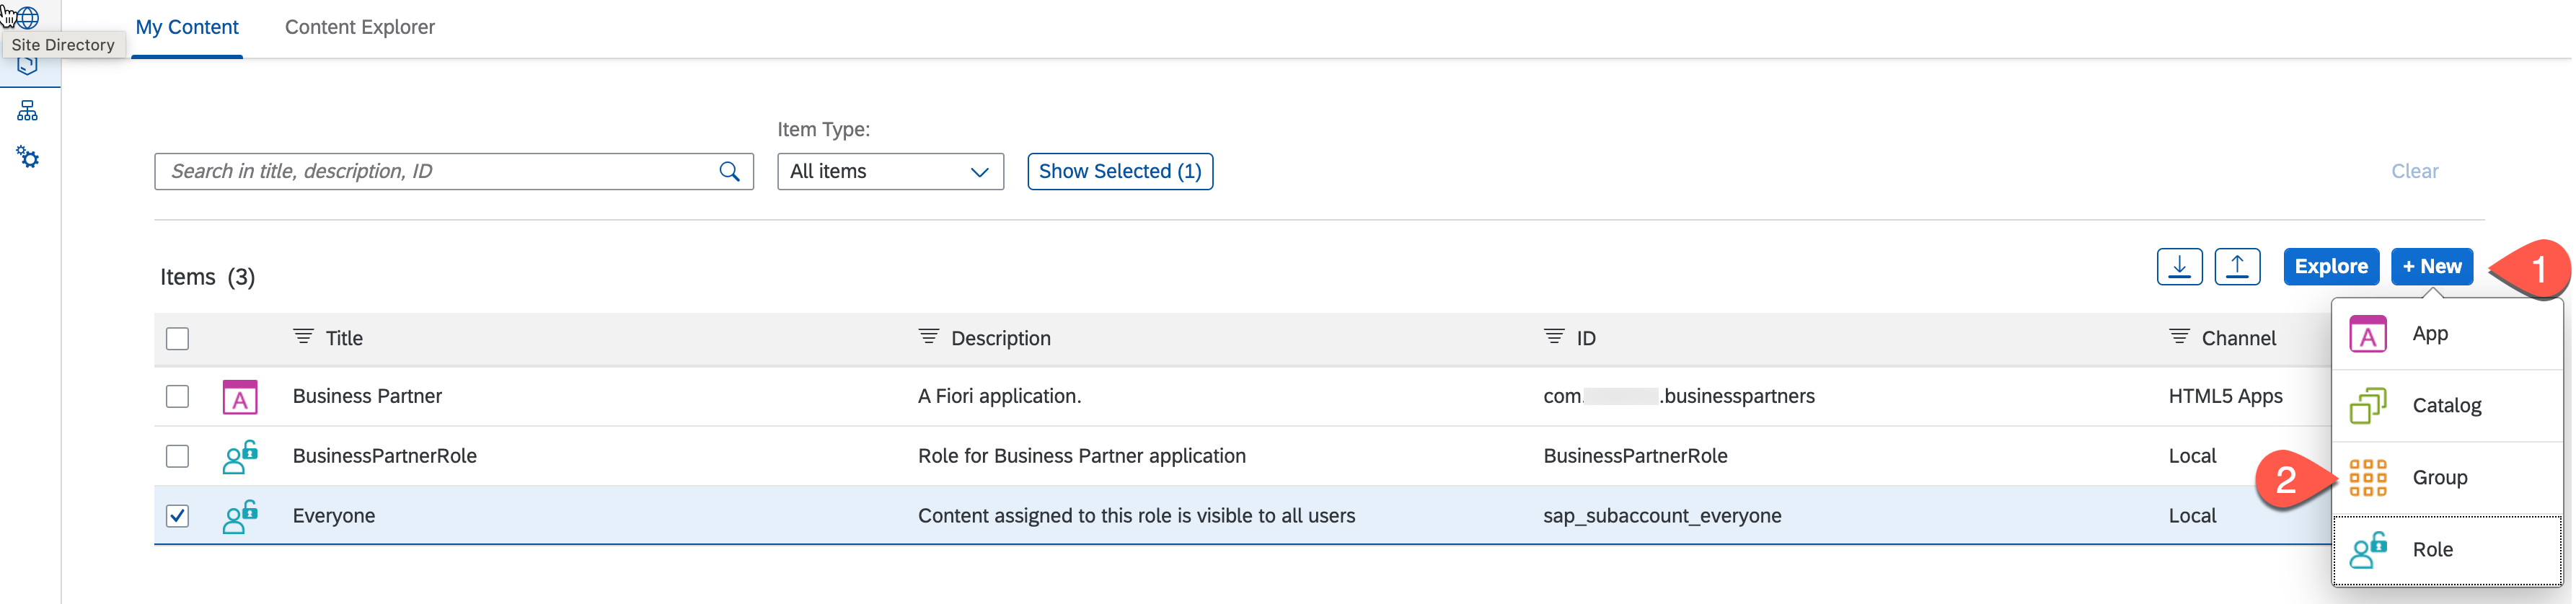 My Content Content Explorer
Site Directory
Item Type:
Search in title, description, ID All items Show Selected (1) Clear
Items (3) Explore + New 1
Title Description ID Channel App
A
Business Partner A Fiori application. com. .businesspartners HTML5 Apps Catalog
A
BusinessPartnerRole Role for Business Partner application BusinessPartnerRole Local 2 Group
Everyone Content assigned to this role is visible to all users sap_subaccount_everyone Local
Role